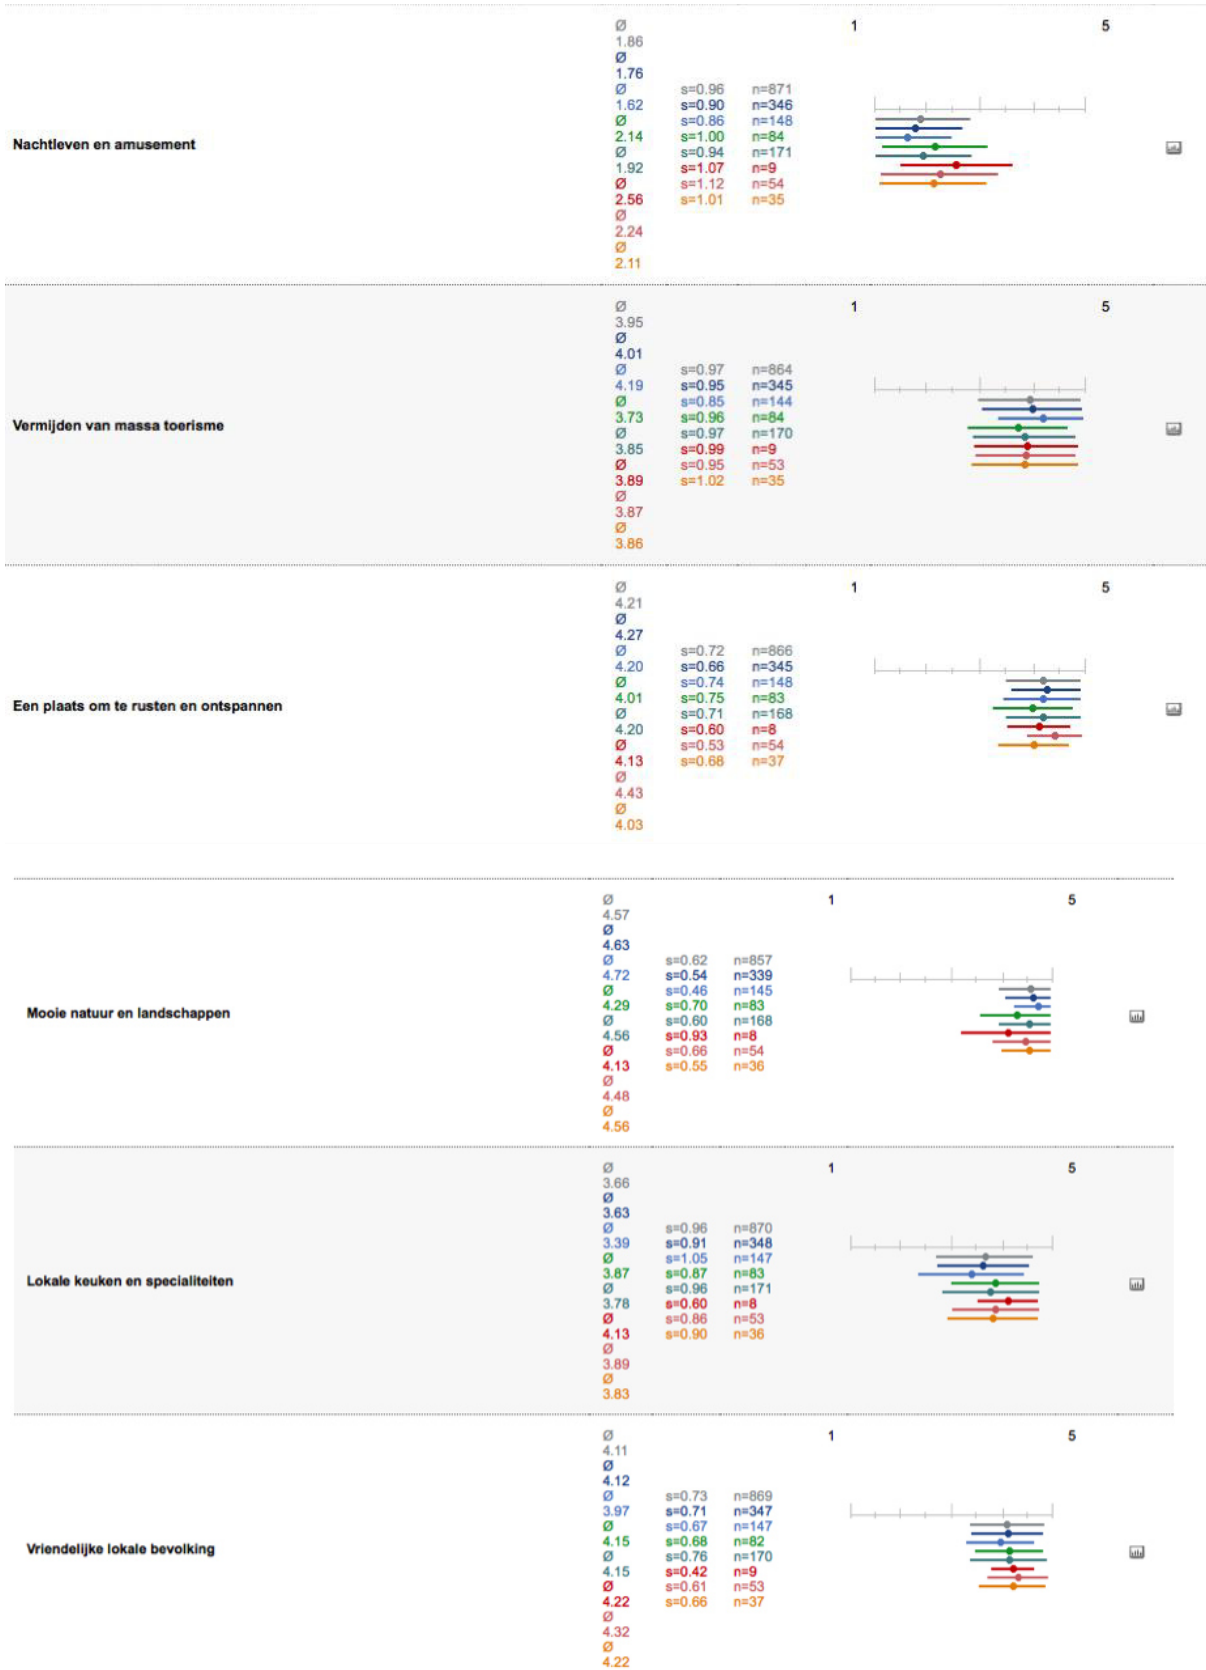 Ø 1 5
1.86
Ø
1.76
Ø s=0.96 n=871
1.62 s=0.90 n=346
Ø s=0.86 n=148
2.14 s=1.00 n=84
Ø s=0.94 n=171
1.92 s=1.07 n=9
Ø s=1.12 n=54
2.56 s=1.01 n=35
Ø
2.24
Ø
2.11
Nachtleven en amusement
Ø 1 5
3.95
Ø
4.01
Ø s=0.97 n=864
4.19 s=0.95 n=345
Ø s=0.85 n=144
3.73 s=0.96 n=84
Ø s=0.97 n=170
3.85 s=0.99 n=9
Ø s=0.95 n=53
3.89 s=1.02 n=35
Ø
3.87
Ø
3.86
Vermijden van massa toerisme
Ø 1 5
4.21
Ø
4.27
Ø s=0.72 n=866
4.20 s=0.66 n=345
Ø s=0.74 n=148
4.01 s=0.75 n=83
Ø s=0.71 n=168
4.20 s=0.60 n=8
Ø s=0.53 n=54
4.13 s=0.68 n=37
Ø
4.43
Ø
4.03
Een plaats om te rusten en ontspannen
Ø 1 5
4.57
Ø
4.63
Ø s=0.62 n=857
4.72 s=0.54 n=339
Ø s=0.46 n=145
4.29 s=0.70 n=83
Ø s=0.60 n=168
4.56 s=0.93 n=8
Ø s=0.66 n=54
4.13 s=0.55 n=36
Ø
4.48
Ø
4.56
Mooie natuur en landschappen
Ø 1 5
3.66
Ø
3.63
Ø s=0.96 n=870
3.39 s=0.91 n=348
Ø s=1.05 n=147
3.87 s=0.87 n=83
Ø s=0.96 n=171
3.78 s=0.60 n=8
Ø s=0.86 n=53
4.13 s=0.90 n=36
Ø
3.89
Ø
3.83
Lokale keuken en specialiteiten
Ø 1 5
4.11
Ø
4.12
Ø s=0.73 n=869
3.97 s=0.71 n=347
Ø s=0.67 n=147
4.15 s=0.68 n=82
Ø s=0.76 n=170
4.15 s=0.42 n=9
Ø s=0.61 n=53
4.22 s=0.66 n=37
Ø
4.32
Ø
4.22
Vriendelijke lokale bevolking